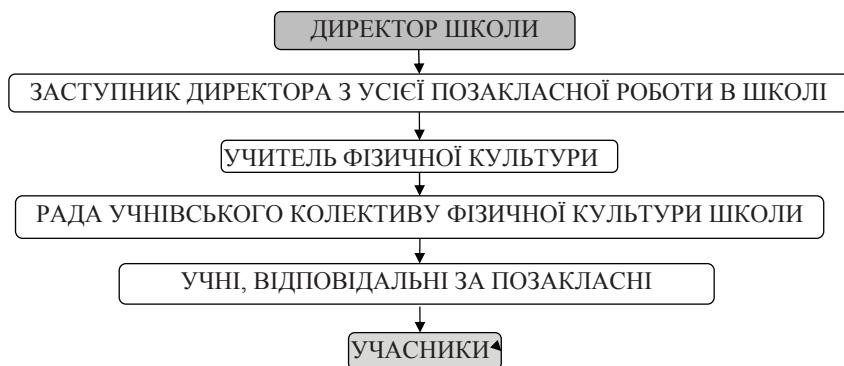 ДИРЕКТОР ШКОЛИ
ЗАСТУПНИК ДИРЕКТОРА З УСІЄЇ ПОЗАКЛАСНОЇ РОБОТИ В ШКОЛІ
УЧИТЕЛЬ ФІЗИЧНОЇ КУЛЬТУРИ
РАДА УЧНІВСЬКОГО КОЛЕКТИВУ ФІЗИЧНОЇ КУЛЬТУРИ ШКОЛИ
УЧНІ, ВІДПОВІДАЛЬНІ ЗА ПОЗАКЛАСНІ
УЧАСНИКИ